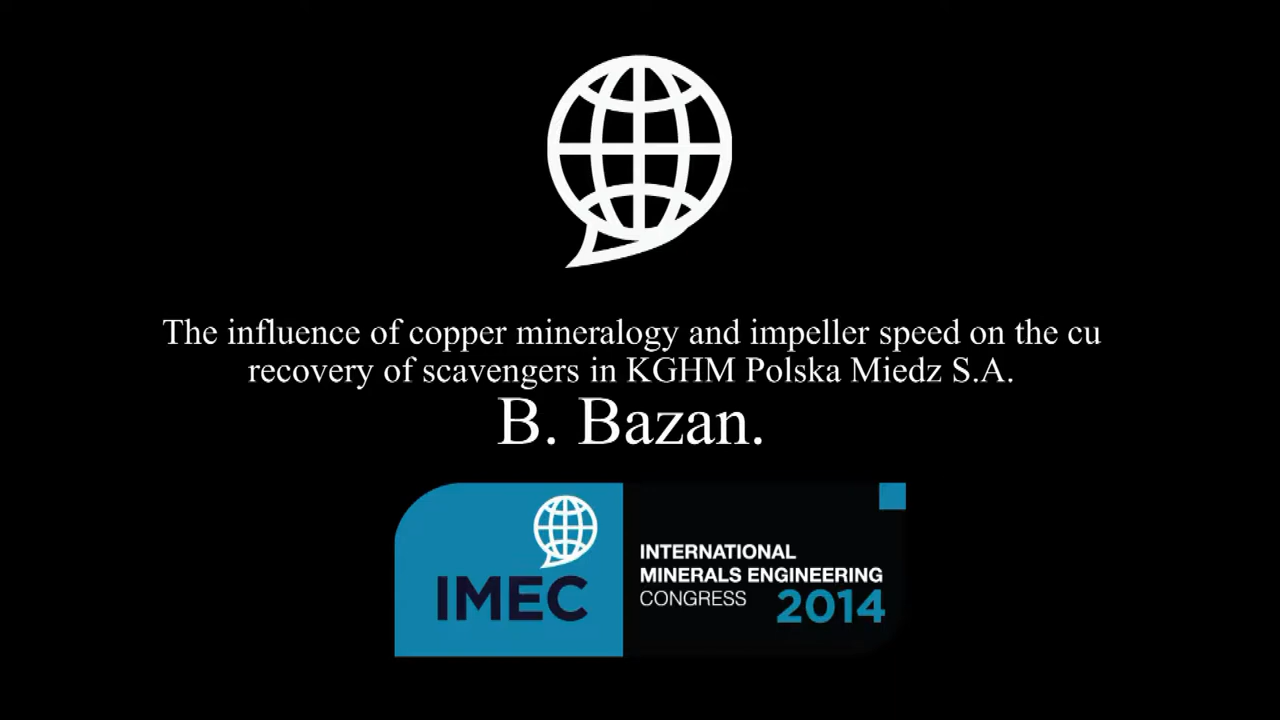 The influence of copper mineralogy and impeller speed on the cu
recovery of scavengers in KGHM Polska Miedz S.A.
B. Bazan.
IMEC
INTERNATIONAL
MINERALS ENGINEERING
CONGRESS 2014